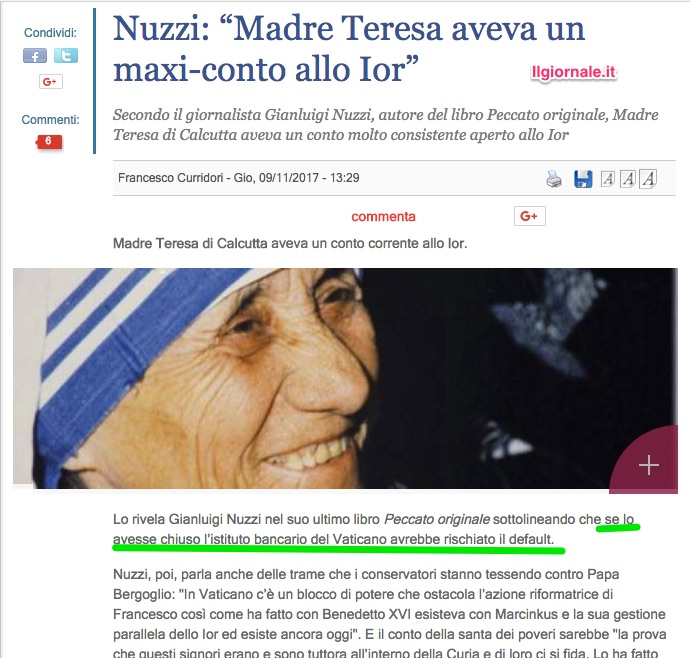 Condividi:
Commenti:
6
Nuzzi: “Madre Teresa aveva un
maxi-conto allo Ior”
Ilgiornale.it
Secondo il giornalista Gianluigi Nuzzi, autore del libro Peccato originale, Madre
Teresa di Calcutta aveva un conto molto consistente aperto allo Ior
Francesco Curridori - Gio, 09/11/2017 - 13:29
A A A
commenta
G+
Madre Teresa di Calcutta aveva un conto corrente allo Ior.
Lo rivela Gianluigi Nuzzi nel suo ultimo libro Peccato originale sottolineando che se lo
avesse chiuso l'istituto bancario del Vaticano avrebbe rischiato il default.
Nuzzi, poi, parla anche delle trame che i conservatori stanno tessendo contro Papa
Bergoglio: "In Vaticano c'è un blocco di potere che ostacola l'azione riformatrice di
Francesco così come ha fatto con Benedetto XVI esisteva con Marcinkus e la sua gestione
parallela dello Ior ed esiste ancora oggi". E il conto della santa dei poveri sarebbe "la prova
che questi signori erano e sono tuttora all'interno della Curia e di loro ci si fida. Lo ha fatto